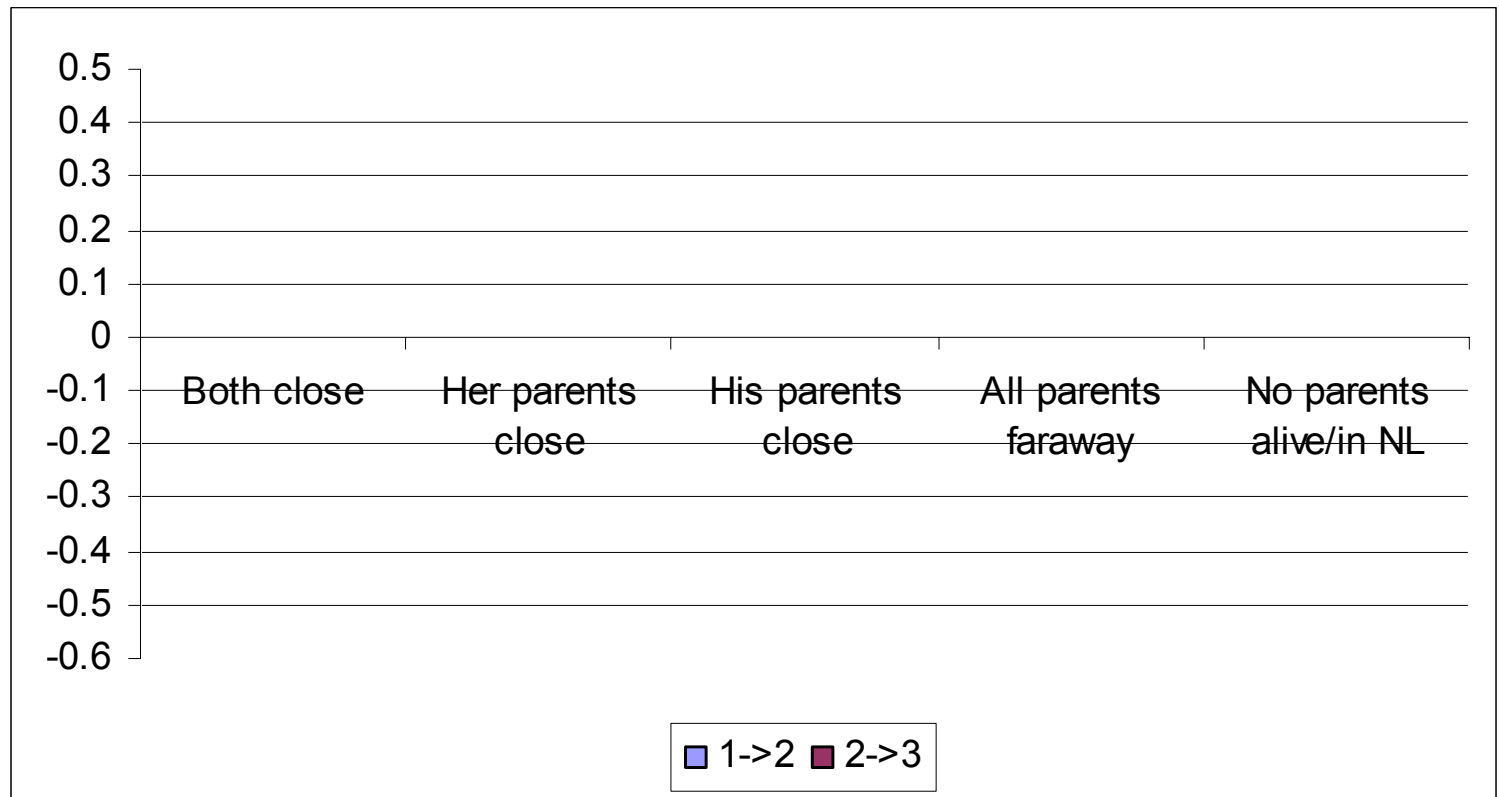 0.5
0.4
0.3
0.2
0.1
0
-0.1
-0.2
-0.3
-0.4
-0.5
-0.6
Both close
Her parents
close
His parents
close
All parents
faraway
No parents
alive/in NL
1->2 2->3